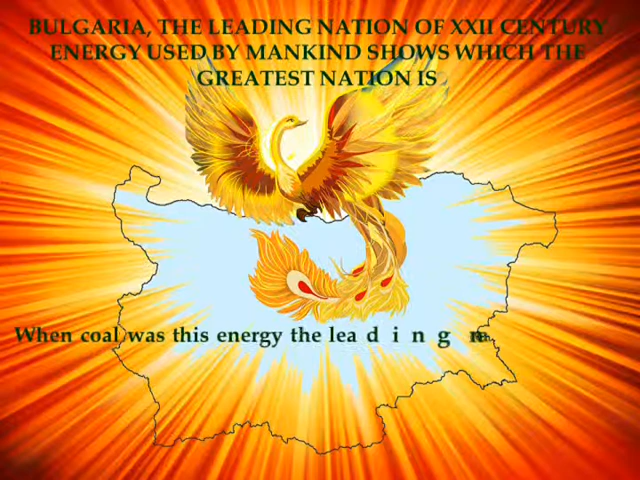 BULGARIA, THE LEADING NATION OF XXII CENTURY
ENERGY USED BY MANKIND SHOWS WHICH THE
GREATEST NATION IS
When coal was this energy the leading